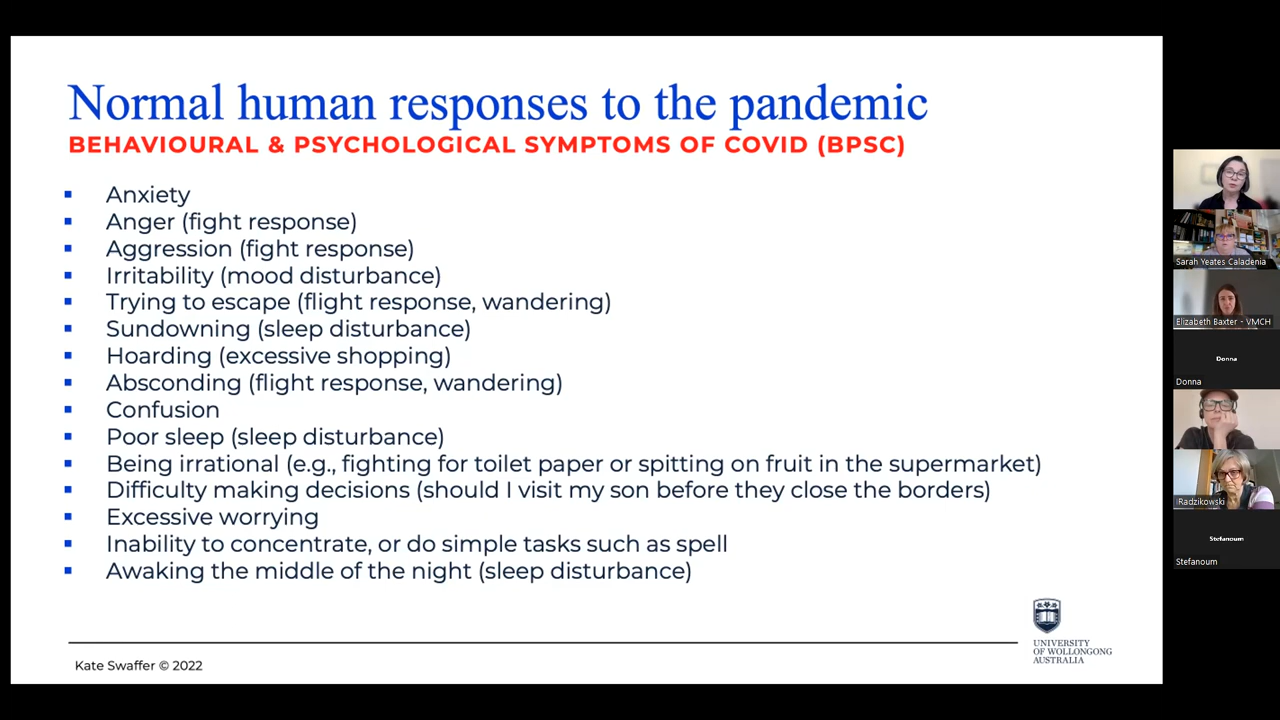 Normal human responses to the pandemic
BEHAVIOURAL & PSYCHOLOGICAL SYMPTOMS OF COVID (BPSC)
Anxiety
Anger (fight response)
Aggression (fight response)
Irritability (mood disturbance)
Trying to escape (flight response, wandering)
Sundowning (sleep disturbance)
Hoarding (excessive shopping)
Absconding (flight response, wandering)
Confusion
Poor sleep (sleep disturbance)
Being irrational (e.g., fighting for toilet paper or spitting on fruit in the supermarket)
Difficulty making decisions (should I visit my son before they close the borders)
Excessive worrying
Inability to concentrate, or do simple tasks such as spell
Awaking the middle of the night (sleep disturbance)
Kate Swaffer © 2022
UNIVERSITY
OF WOLLONGONG
AUSTRALIA
Sarah Yeates Caladenia
Elizabeth Baxter - VMCH
Donna
Donna
IRadzikowski
Stefanoum
Stefanoum